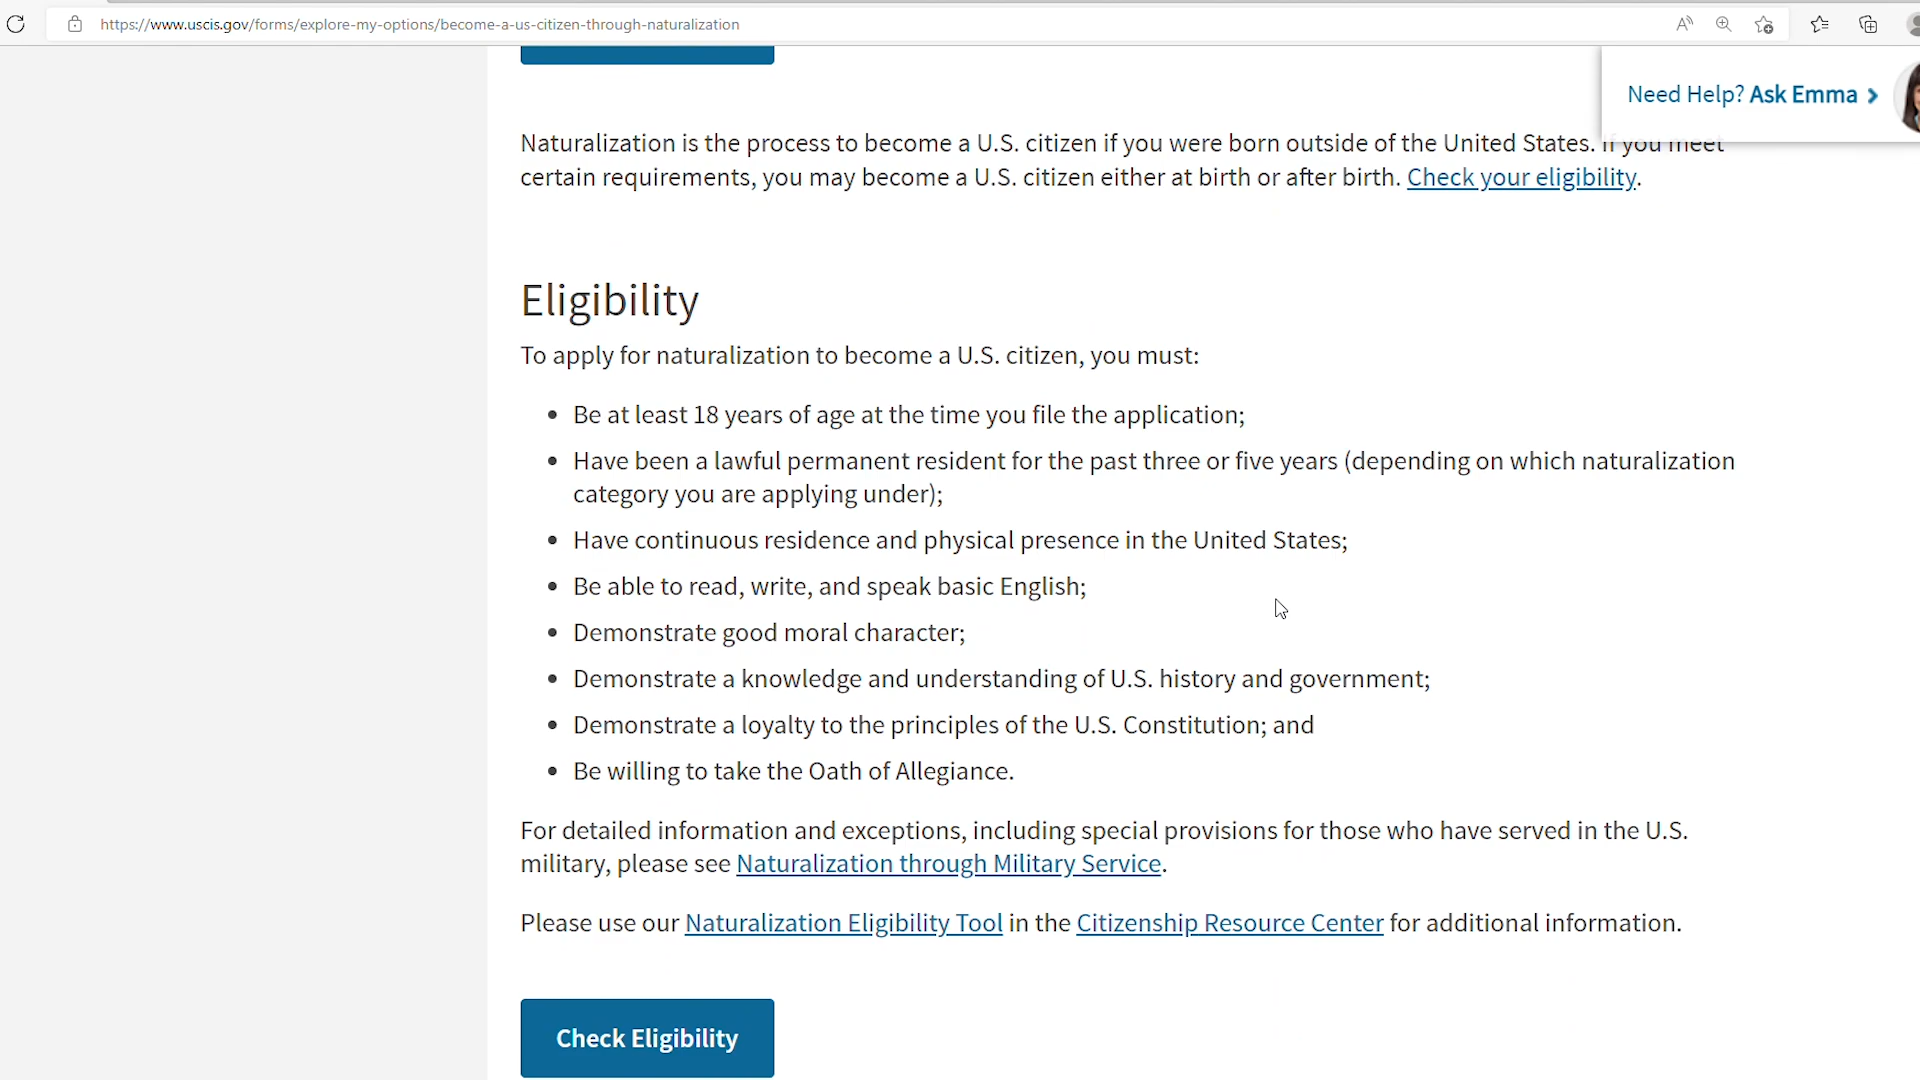 https://www.uscis.gov/forms/explore-my-options/become-a-us-citizen-through-naturalization
Need Help? Ask Emma
Naturalization is the process to become a U.S. citizen if you were born outside of the United States. If you meet
certain requirements, you may become a U.S. citizen either at birth or after birth. Check your eligibility.
Eligibility
To apply for naturalization to become a U.S. citizen, you must:
• Be at least 18 years of age at the time you file the application;
• Have been a lawful permanent resident for the past three or five years (depending on which naturalization
category you are applying under);
• Have continuous residence and physical presence in the United States;
• Be able to read, write, and speak basic English;
• Demonstrate good moral character;
• Demonstrate a knowledge and understanding of U.S. history and government;
• Demonstrate a loyalty to the principles of the U.S. Constitution; and
• Be willing to take the Oath of Allegiance.
For detailed information and exceptions, including special provisions for those who have served in the U.S.
military, please see Naturalization through Military Service.
Please use our Naturalization Eligibility Tool in the Citizenship Resource Center for additional information.
Check Eligibility